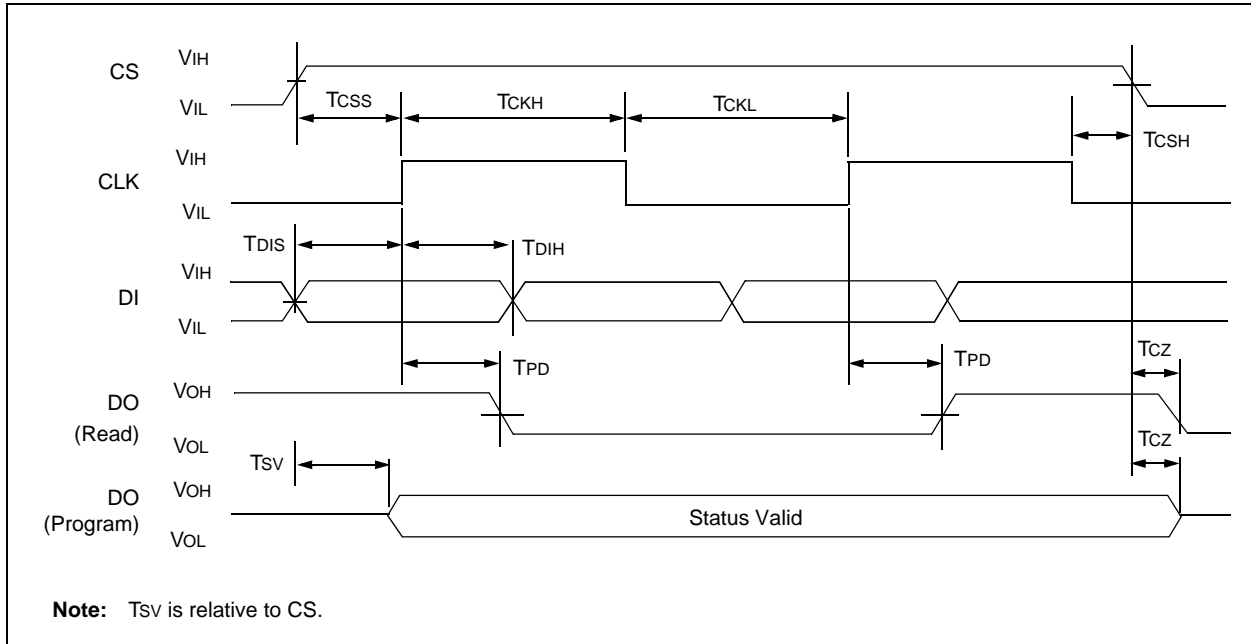 CS
VIH
VIL
TCSS
TCKH
TCKL
TCSH
CLK
VIH
VIL
TDIS
TDIH
DI
VIH
VIL
TPD
TPD
TCZ
DO
(Read)
VOH
VOL
TCZ
TSV
DO
(Program)
VOH
VOL
Status Valid
Note: TSV is relative to CS.